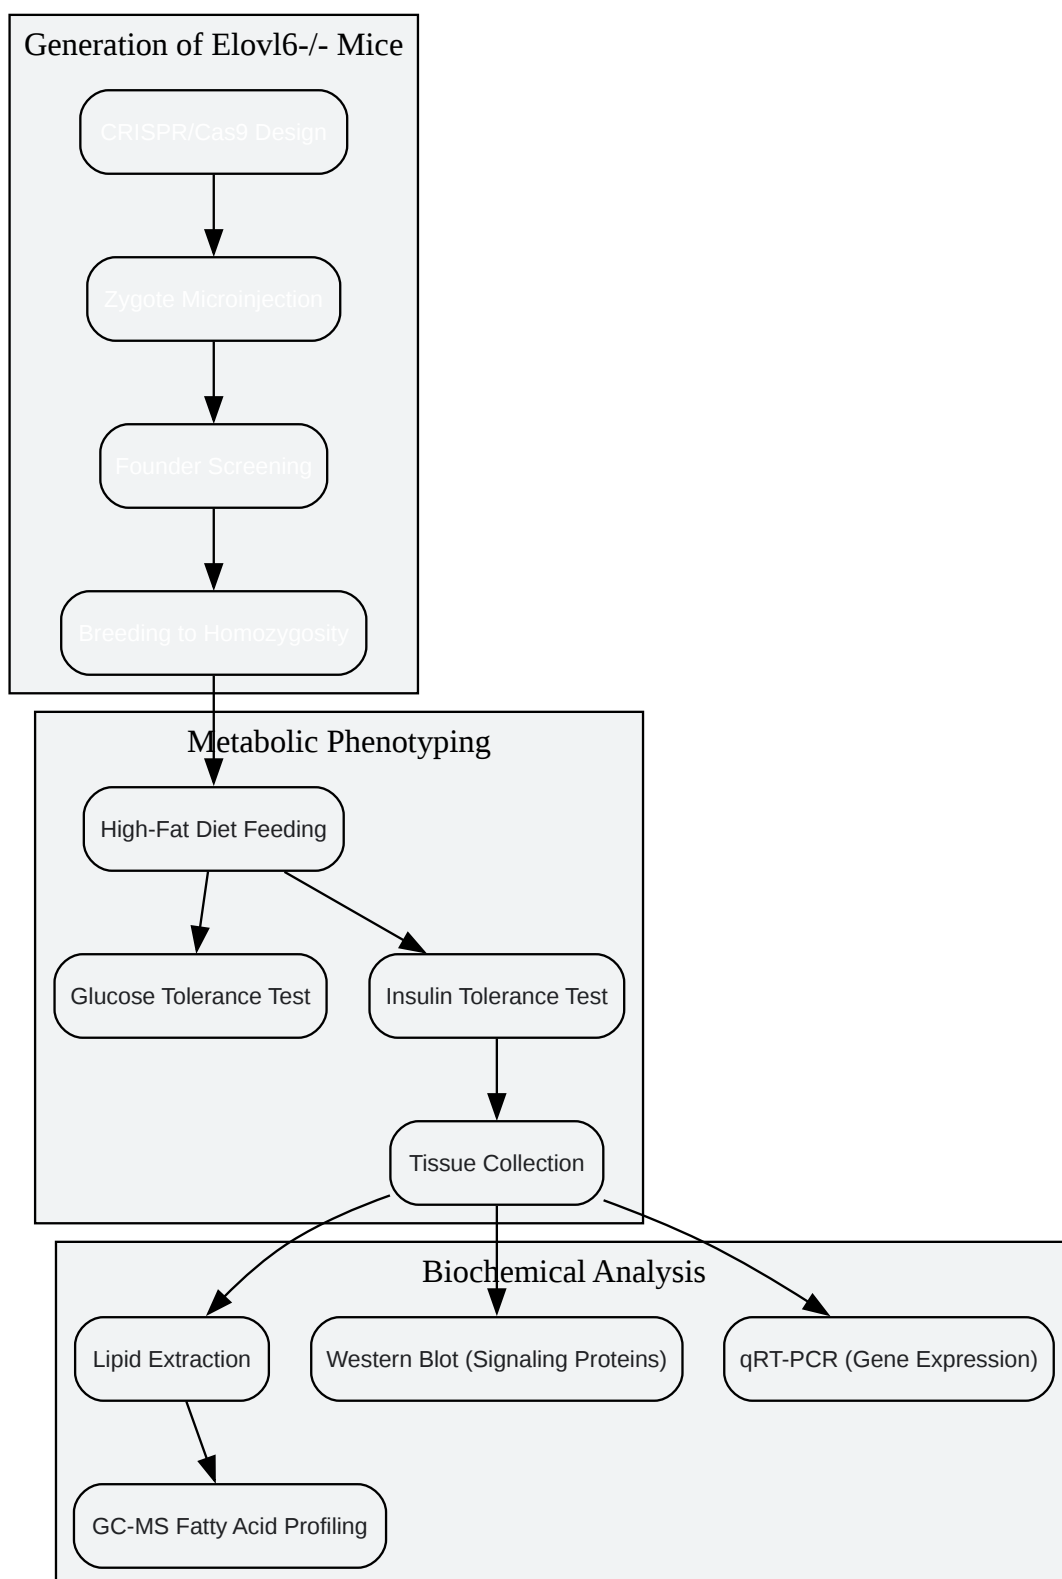 Generation of Elovl6-/- Mice
CRISPR/Cas9 Design
Zygote Microinjection
Founder Screening
Breeding to Homozygosity
Metabolic Phenotyping
High-Fat Diet Feeding
Glucose Tolerance Test
Insulin Tolerance Test
Tissue Collection
Biochemical Analysis
Lipid Extraction
Western Blot (Signaling Proteins)
qRT-PCR (Gene Expression)
GC-MS Fatty Acid Profiling